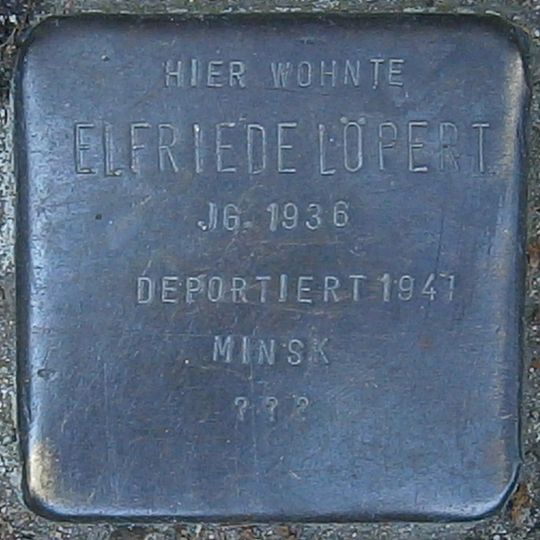 HIER WOHNTE
ELFRIEDE LÖPERT
JG. 1936
DEPORTIERT 1941
MINSK
? ? ?